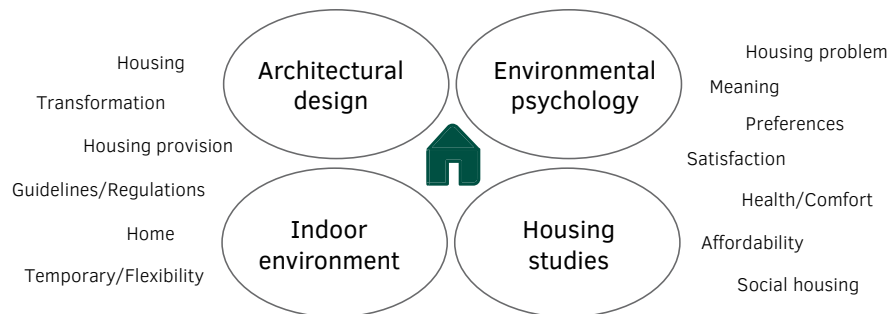 Housing
Transformation
Housing provision
Guidelines/Regulations
Home
Temporary/Flexibility
Architectural
design
Environmental
psychology
Indoor
environment
Housing
studies
Housing problem
Meaning
Preferences
Satisfaction
Health/Comfort
Affordability
Social housing